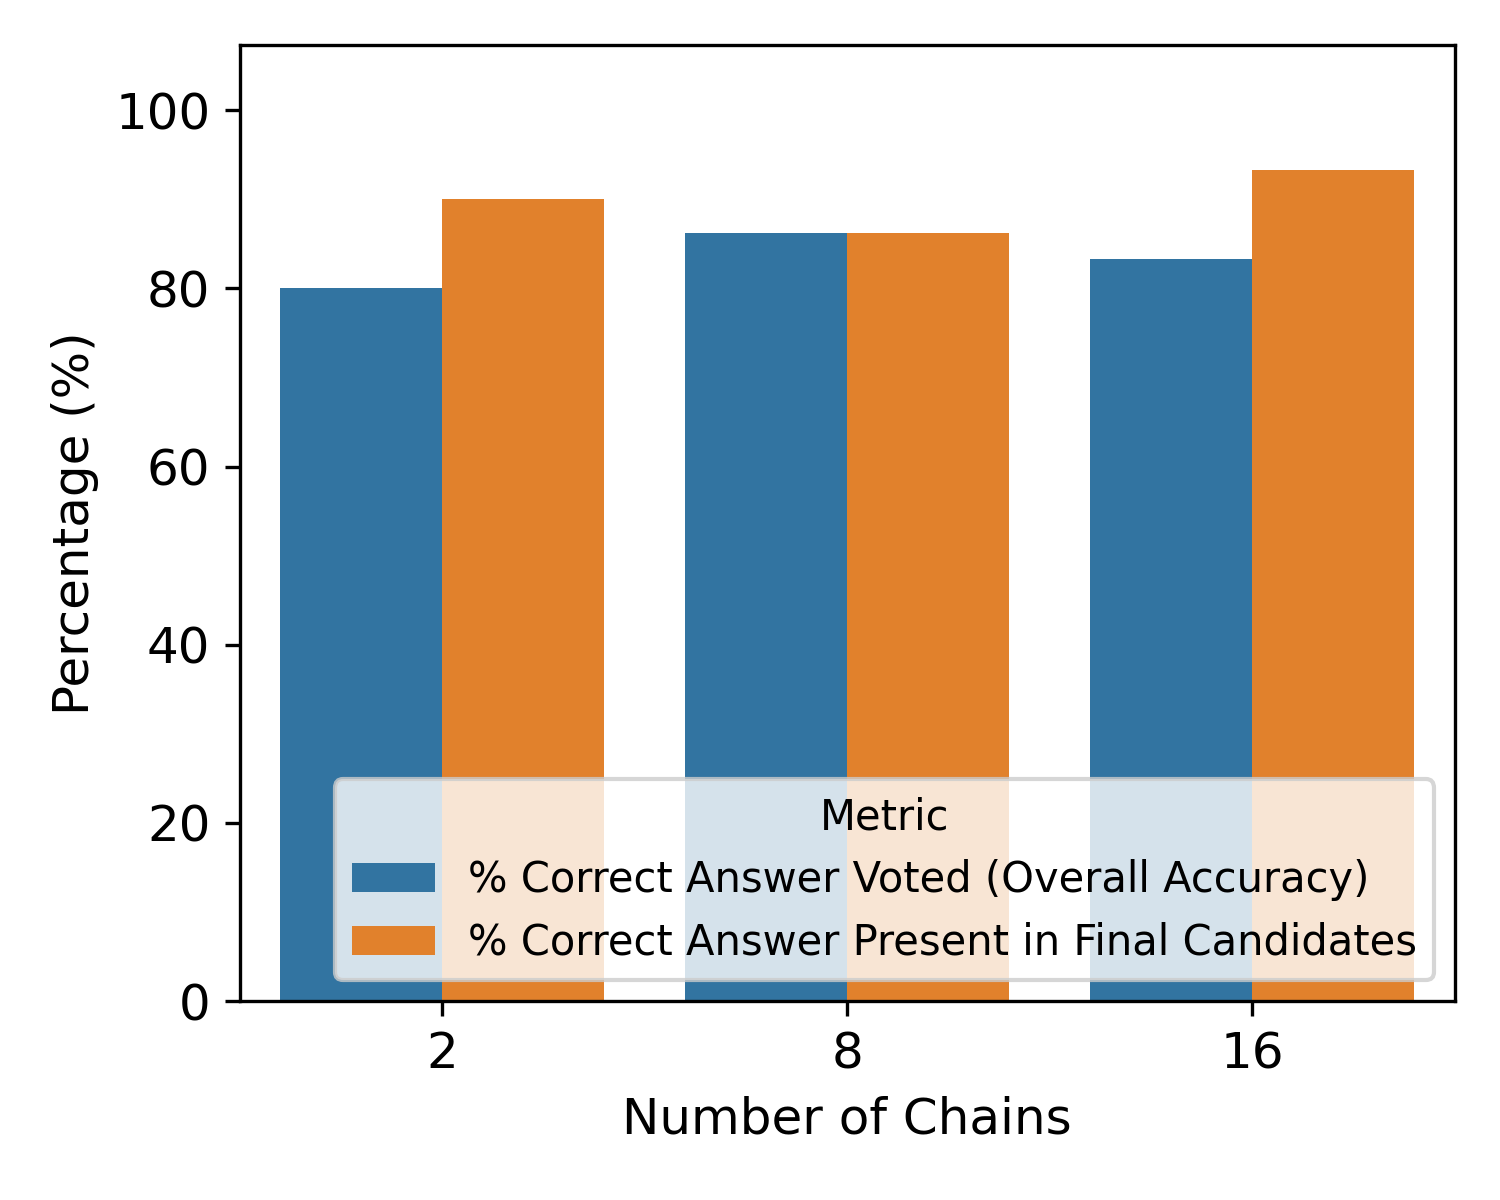 100
80
60
40
20
0
Percentage (%)
Metric
% Correct Answer Voted (Overall Accuracy)
% Correct Answer Present in Final Candidates
2 8 16
Number of Chains